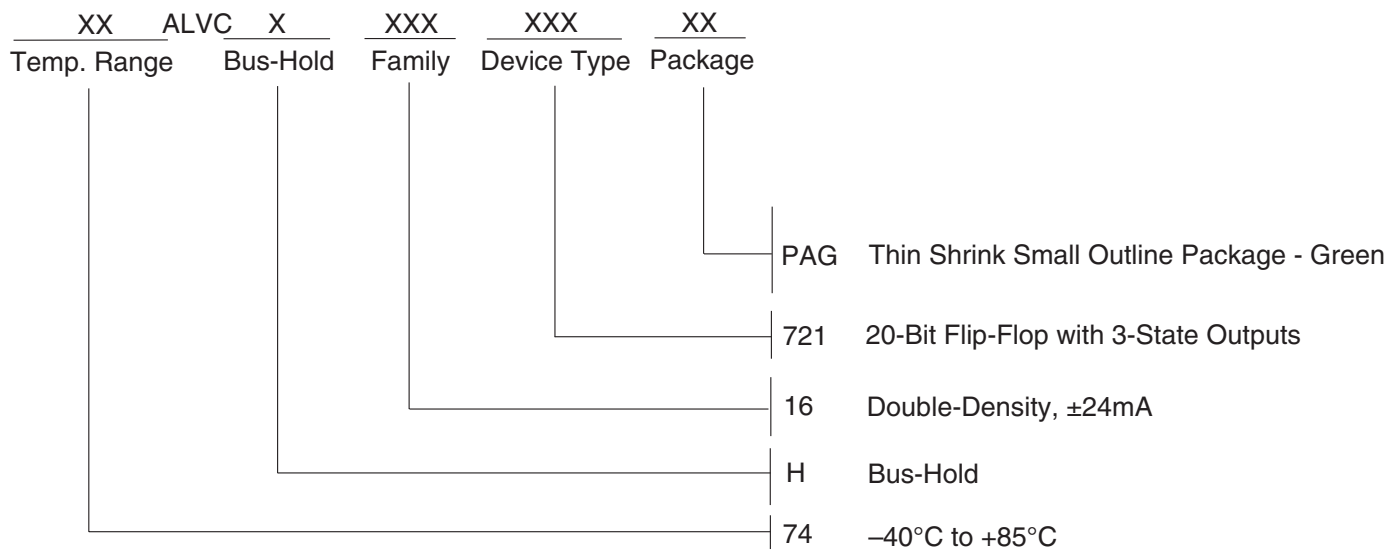 XX ALVC X XXX XXX XX
Temp. Range Bus-Hold Family Device Type Package
PAG Thin Shrink Small Outline Package - Green
721 20-Bit Flip-Flop with 3-State Outputs
16 Double-Density, ±24mA
H Bus-Hold
74 –40°C to +85°C